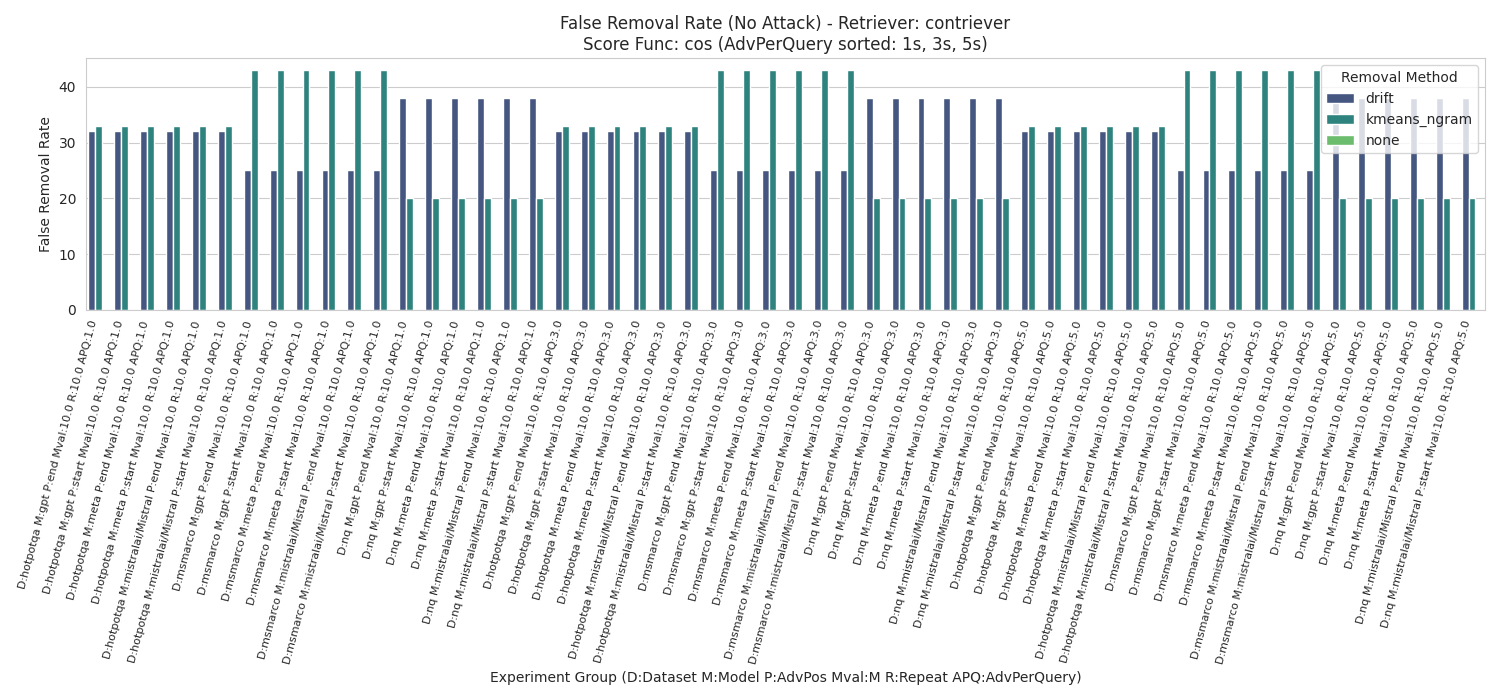 False Removal Rate (No Attack) - Retriever: contriever
Score Func: cos (AdvPerQuery sorted: 1s, 3s, 5s)
False Removal Rate
40
30
20
10
0
Removal Method
drift
kmeans_ngram
none
D:hotpotqa M:gpt P:end Mval:10.0 R:10.0 APQ:1.0
D:hotpotqa M:gpt P:start Mval:10.0 R:10.0 APQ:1.0
D:hotpotqa M:meta P:end Mval:10.0 R:10.0 APQ:1.0
D:hotpotqa M:meta P:start Mval:10.0 R:10.0 APQ:1.0
D:hotpotqa M:mistralai/Mistral P:end Mval:10.0 R:10.0 APQ:1.0
D:hotpotqa M:mistralai/Mistral P:start Mval:10.0 R:10.0 APQ:1.0
D:msmarco M:gpt P:end Mval:10.0 R:10.0 APQ:1.0
D:msmarco M:gpt P:start Mval:10.0 R:10.0 APQ:1.0
D:msmarco M:meta P:end Mval:10.0 R:10.0 APQ:1.0
D:msmarco M:meta P:start Mval:10.0 R:10.0 APQ:1.0
D:msmarco M:mistralai/Mistral P:end Mval:10.0 R:10.0 APQ:1.0
D:msmarco M:mistralai/Mistral P:start Mval:10.0 R:10.0 APQ:1.0
D:nq M:gpt P:end Mval:10.0 R:10.0 APQ:1.0
D:nq M:gpt P:start Mval:10.0 R:10.0 APQ:1.0
D:nq M:meta P:end Mval:10.0 R:10.0 APQ:1.0
D:nq M:meta P:start Mval:10.0 R:10.0 APQ:1.0
D:nq M:mistralai/Mistral P:end Mval:10.0 R:10.0 APQ:1.0
D:nq M:mistralai/Mistral P:start Mval:10.0 R:10.0 APQ:1.0
D:hotpotqa M:gpt P:end Mval:10.0 R:10.0 APQ:3.0
D:hotpotqa M:gpt P:start Mval:10.0 R:10.0 APQ:3.0
D:hotpotqa M:meta P:end Mval:10.0 R:10.0 APQ:3.0
D:hotpotqa M:meta P:start Mval:10.0 R:10.0 APQ:3.0
D:hotpotqa M:mistralai/Mistral P:end Mval:10.0 R:10.0 APQ:3.0
D:hotpotqa M:mistralai/Mistral P:start Mval:10.0 R:10.0 APQ:3.0
D:msmarco M:gpt P:end Mval:10.0 R:10.0 APQ:3.0
D:msmarco M:gpt P:start Mval:10.0 R:10.0 APQ:3.0
D:msmarco M:meta P:end Mval:10.0 R:10.0 APQ:3.0
D:msmarco M:meta P:start Mval:10.0 R:10.0 APQ:3.0
D:msmarco M:mistralai/Mistral P:end Mval:10.0 R:10.0 APQ:3.0
D:msmarco M:mistralai/Mistral P:start Mval:10.0 R:10.0 APQ:3.0
D:nq M:gpt P:end Mval:10.0 R:10.0 APQ:3.0
D:nq M:gpt P:start Mval:10.0 R:10.0 APQ:3.0
D:nq M:meta P:end Mval:10.0 R:10.0 APQ:3.0
D:nq M:meta P:start Mval:10.0 R:10.0 APQ:3.0
D:nq M:mistralai/Mistral P:end Mval:10.0 R:10.0 APQ:3.0
D:nq M:mistralai/Mistral P:start Mval:10.0 R:10.0 APQ:3.0
D:hotpotqa M:gpt P:end Mval:10.0 R:10.0 APQ:5.0
D:hotpotqa M:gpt P:start Mval:10.0 R:10.0 APQ:5.0
D:hotpotqa M:meta P:end Mval:10.0 R:10.0 APQ:5.0
D:hotpotqa M:meta P:start Mval:10.0 R:10.0 APQ:5.0
D:hotpotqa M:mistralai/Mistral P:end Mval:10.0 R:10.0 APQ:5.0
D:hotpotqa M:mistralai/Mistral P:start Mval:10.0 R:10.0 APQ:5.0
D:msmarco M:gpt P:end Mval:10.0 R:10.0 APQ:5.0
D:msmarco M:gpt P:start Mval:10.0 R:10.0 APQ:5.0
D:msmarco M:meta P:end Mval:10.0 R:10.0 APQ:5.0
D:msmarco M:meta P:start Mval:10.0 R:10.0 APQ:5.0
D:msmarco M:mistralai/Mistral P:end Mval:10.0 R:10.0 APQ:5.0
D:msmarco M:mistralai/Mistral P:start Mval:10.0 R:10.0 APQ:5.0
D:nq M:gpt P:end Mval:10.0 R:10.0 APQ:5.0
D:nq M:gpt P:start Mval:10.0 R:10.0 APQ:5.0
D:nq M:meta P:end Mval:10.0 R:10.0 APQ:5.0
D:nq M:meta P:start Mval:10.0 R:10.0 APQ:5.0
D:nq M:mistralai/Mistral P:end Mval:10.0 R:10.0 APQ:5.0
D:nq M:mistralai/Mistral P:start Mval:10.0 R:10.0 APQ:5.0
Experiment Group (D:Dataset M:Model P:AdvPos Mval:M R:Repeat APQ:AdvPerQuery)